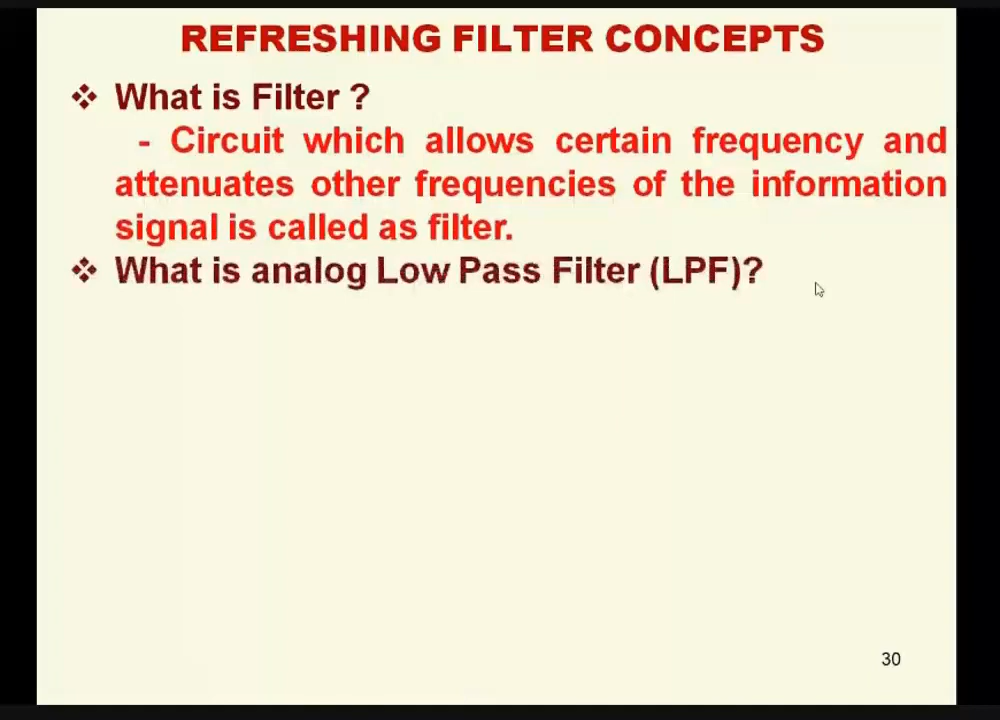 REFRESHING FILTER CONCEPTS
❖ What is Filter ?
- Circuit which allows certain frequency and
attenuates other frequencies of the information
signal is called as filter.
❖ What is analog Low Pass Filter (LPF)?
30